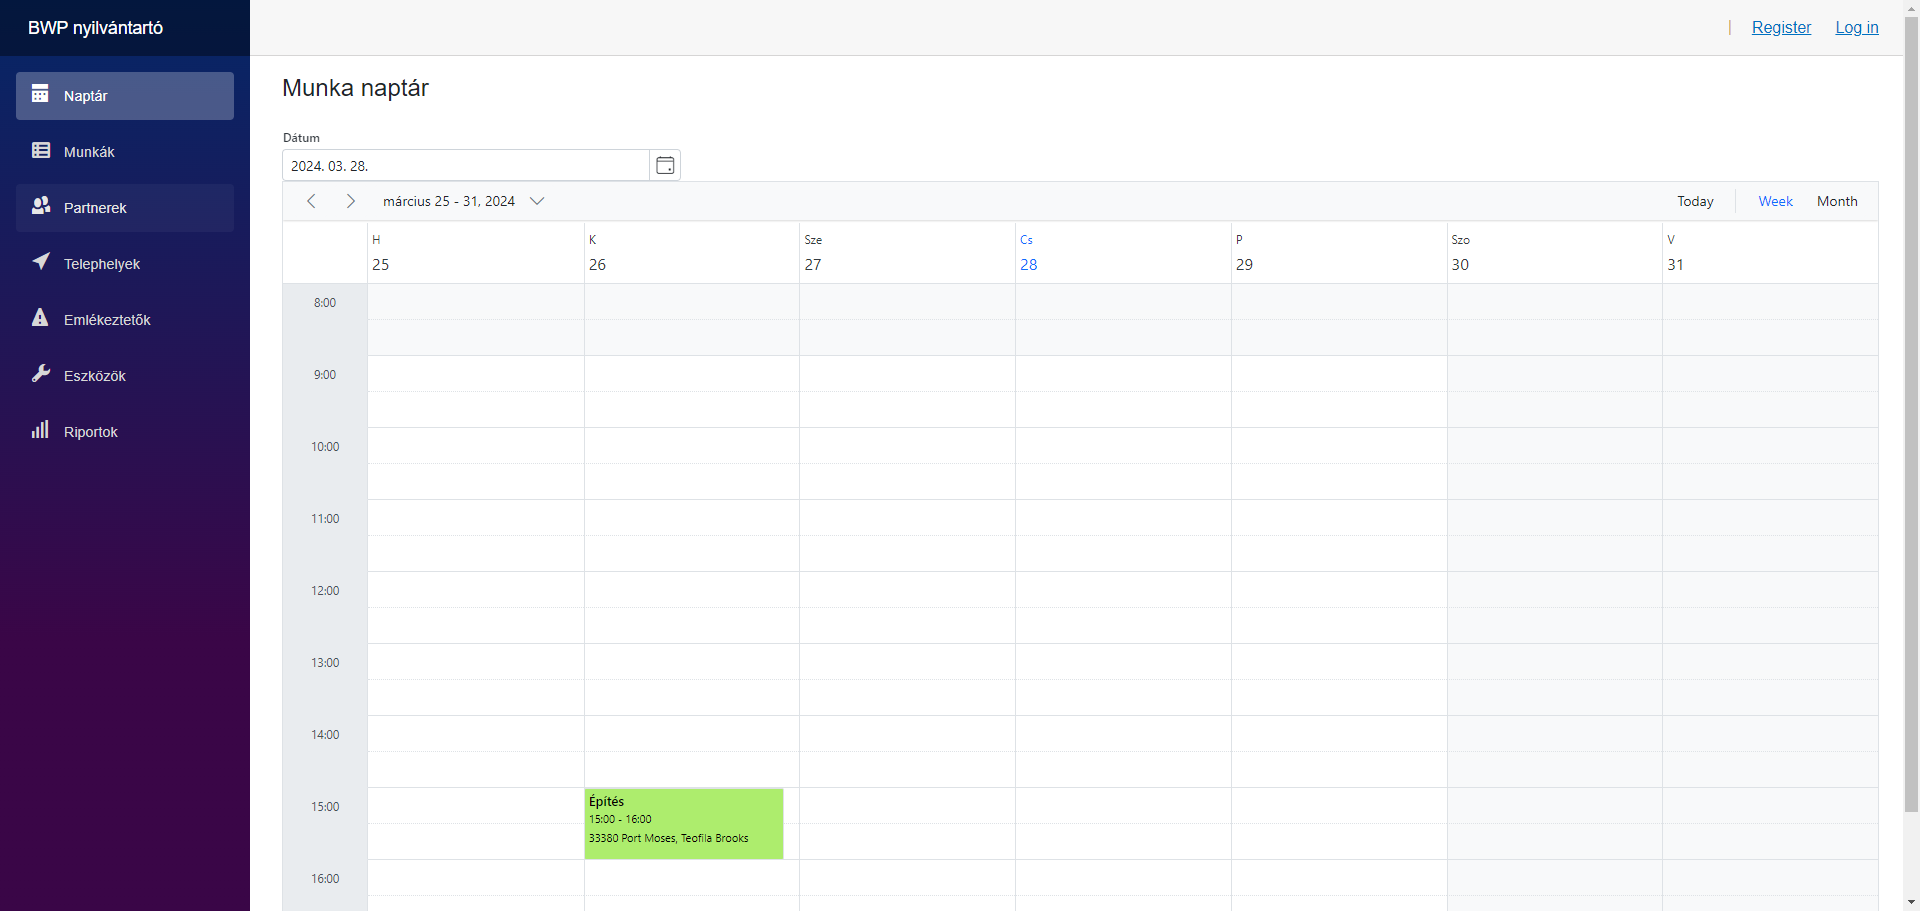 BWP nyilvántartó
| Register Log in
Naptár
Munkák
Partnerek
Telephelyek
Emlékeztetők
Eszközök
Riportok
Munka naptár
Dátum
2024. 03. 28.
március 25 - 31, 2024 Today Week Month
H K Sze Cs P Szo V
25 26 27 28 29 30 31
8:00
9:00
10:00
11:00
12:00
13:00
14:00
15:00
Építés
15:00 - 16:00
33380 Port Moses, Teofila Brooks
16:00